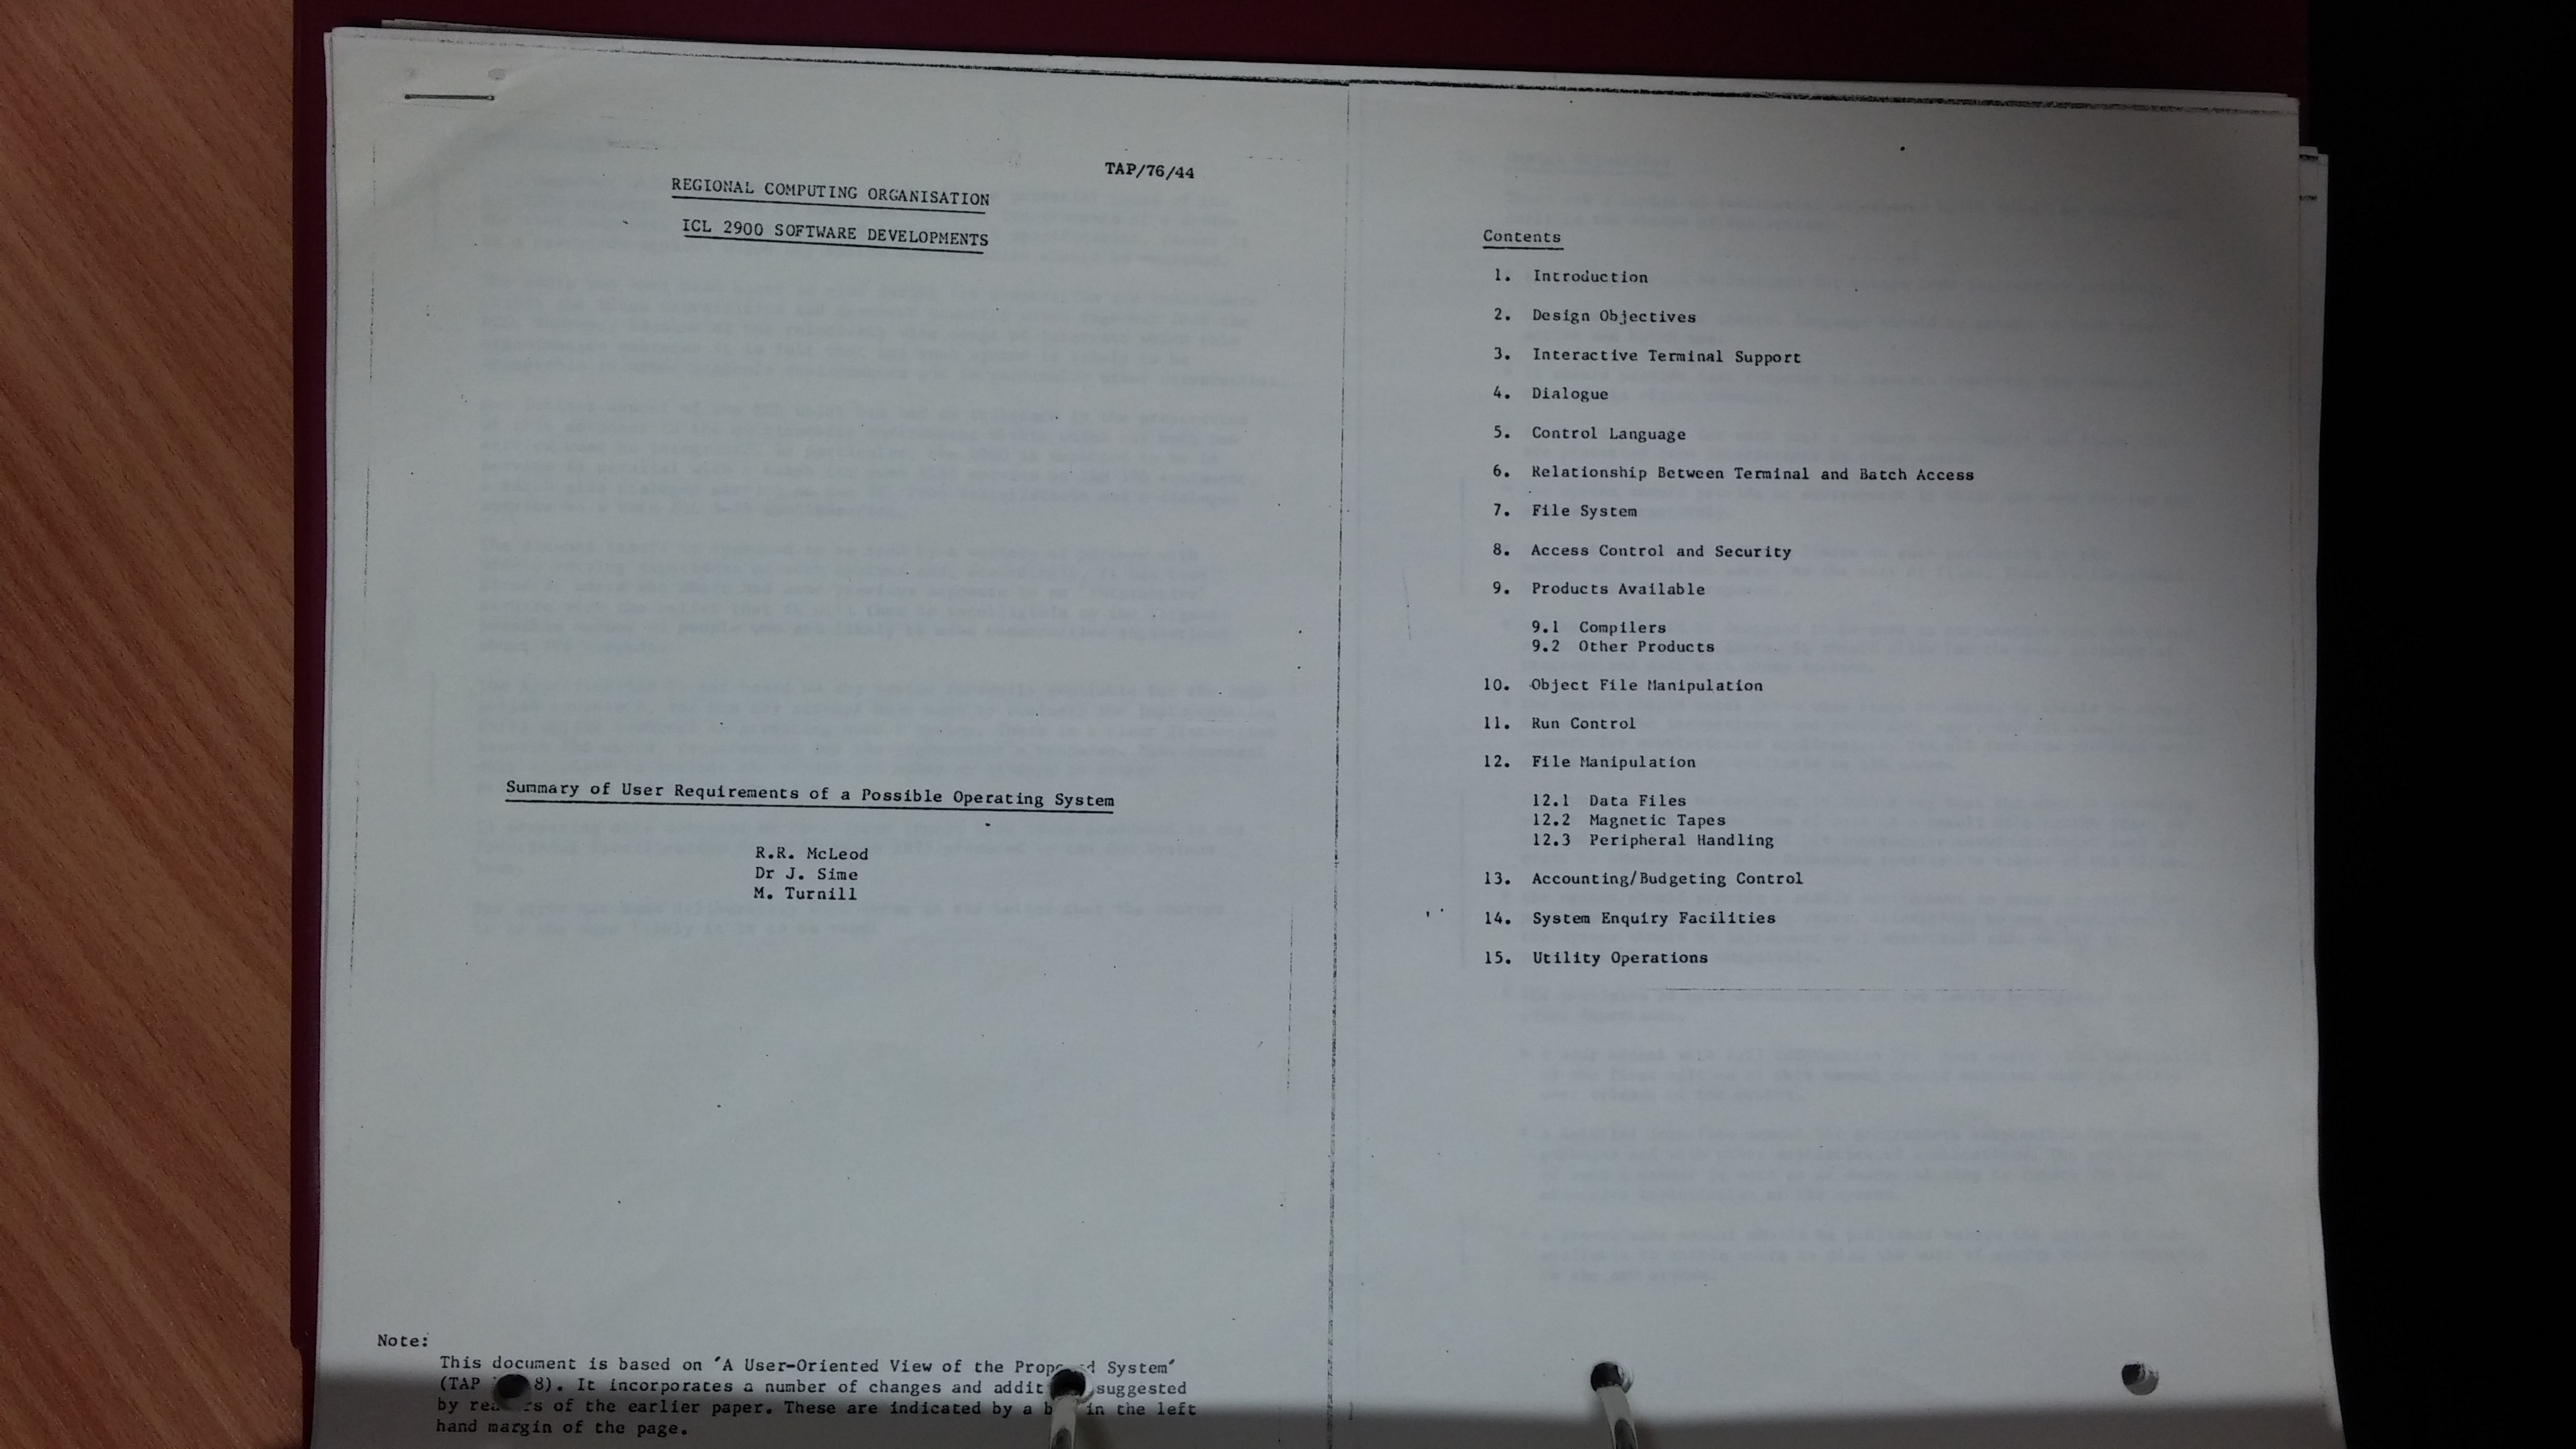 TAP/76/44
REGIONAL COMPUTING ORGANISATION
ICL 2900 SOFTWARE DEVELOPMENTS
Summary of User Requirements of a Possible Operating System
R.R. McLeod
Dr J. Sime
M. Turnill
Note:
This document is based on 'A User-Oriented View of the System'
(TAP 8). It incorporates a number of changes and suggested
by of the earlier paper. These are indicated by a in the left
hand margin of the page.
Contents
1. Introduction
2. Design Objectives
3. Interactive Terminal Support
4. Dialogue
5. Control Language
6. Relationship Between Terminal and Batch Access
7. File System
8. Access Control and Security
9. Products Available
9.1 Compilers
9.2 Other Products
10. Object File Manipulation
11. Run Control
12. File Manipulation
12.1 Data Files
12.2 Magnetic Tapes
12.3 Peripheral Handling
13. Accounting/Budgeting Control
14. System Enquiry Facilities
15. Utility Operations